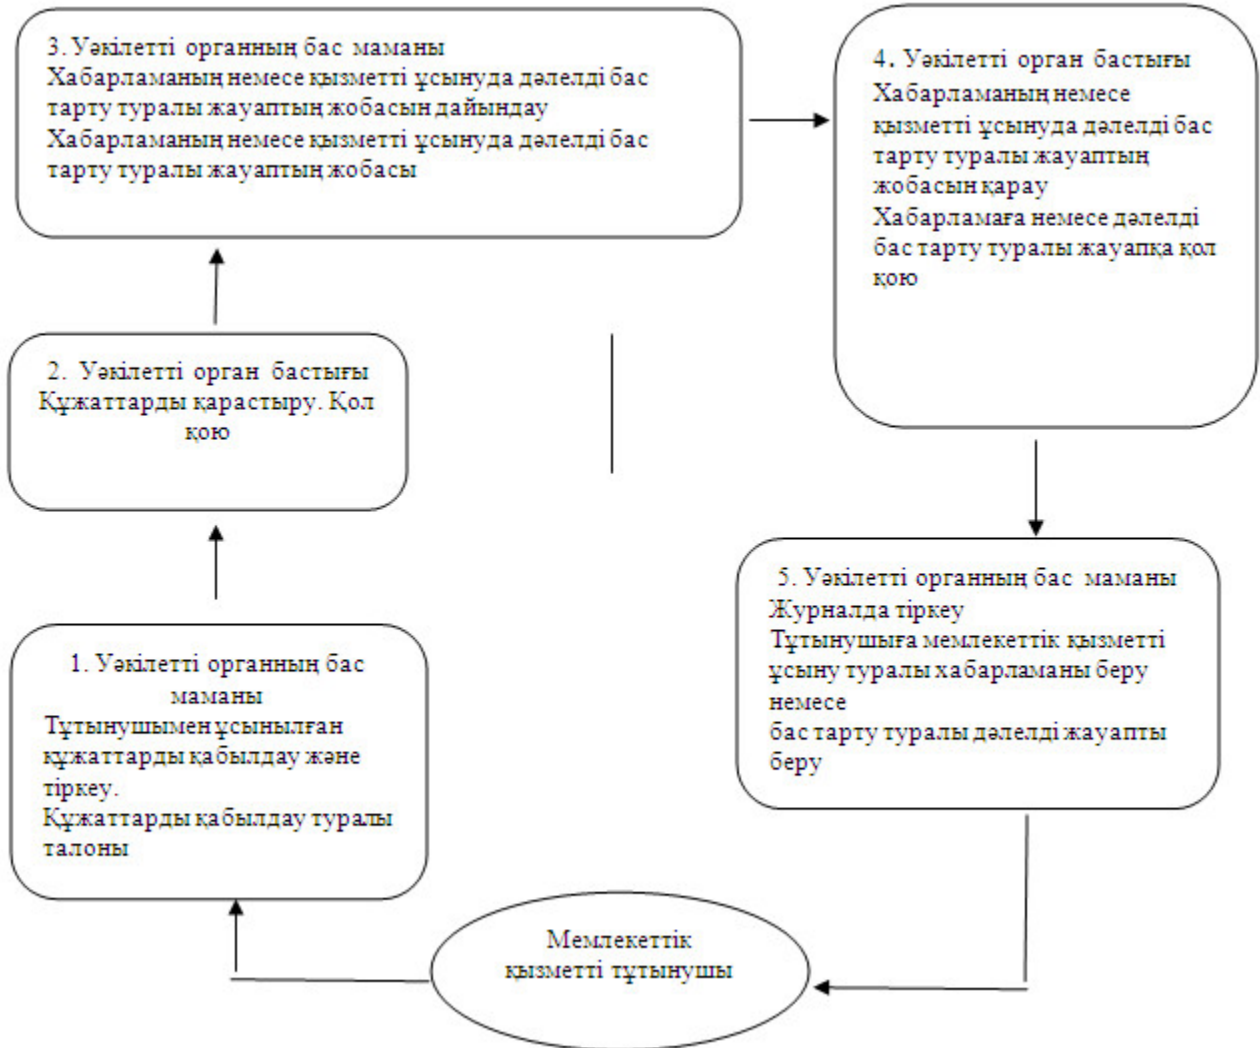 3. Уәкілетті органның бас маманы
Хабарламаның немесе қызметті ұсынуда дәлелді бас
тарту туралы жауаптың жобасын дайындау
Хабарламаның немесе қызметті ұсынуда дәлелді бас
тарту туралы жауаптың жобасы
4. Уәкілетті орган бастығы
Хабарламаның немесе
қызметті ұсынуда дәлелді бас
тарту туралы жауаптың
жобасын қарау
Хабарламаға немесе дәлелді
бас тарту туралы жауапқа қол
қою
2. Уәкілетті орган бастығы
Құжаттарды қарастыру. Қол
қою
1. Уәкілетті органның бас
маманы
Тұтынушымен ұсынылған
құжаттарды қабылдау және
тіркеу.
Құжаттарды қабылдау туралы
талоны
5. Уәкілетті органның бас маманы
Журналда тіркеу
Тұтынушыға мемлекеттік қызметті
ұсыну туралы хабарламаны беру
немесе
бас тарту туралы дәлелді жауапты
беру
Мемлекеттік
қызметті тұтынушы